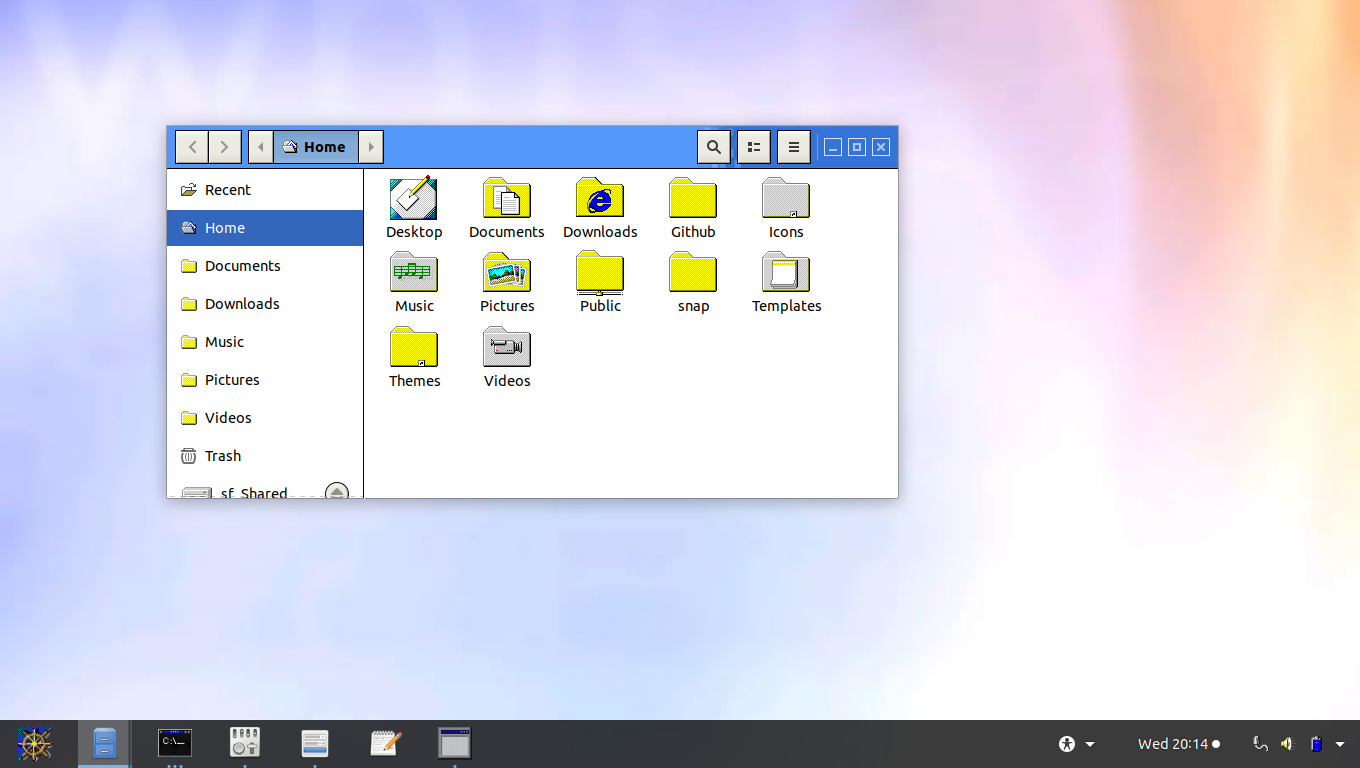 Home
Recent
Home
Documents
Downloads
Music
Pictures
Videos
Trash
sf_Shared
Desktop
Documents
Downloads
Github
Icons
Music
Pictures
Public
snap
Templates
Themes
Videos
C:\_
Wed 20:14